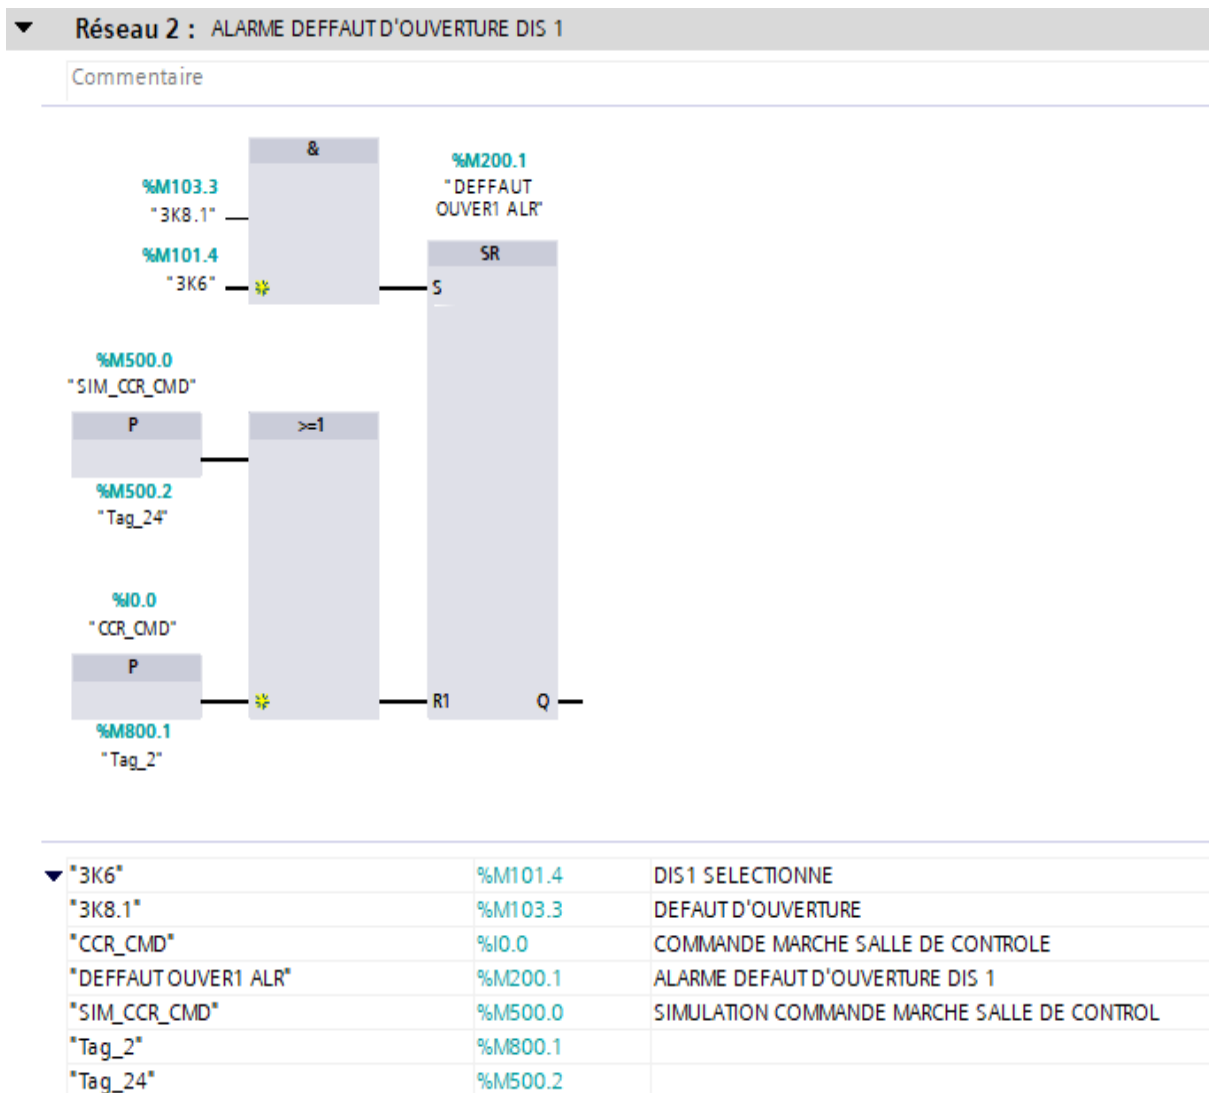 Réseau 2 : ALARME DEFFAUT D'OUVERTURE DIS 1
Commentaire
&
%M103.3
"3K8.1"
%M101.4
"3K6"
%M200.1
"DEFFAUT
OUVER1 ALR"
SR
S
%M500.0
"SIM_CCR_CMD"
P
>=1
%M500.2
"Tag_24"
%I0.0
"CCR_CMD"
P
R1 Q
%M800.1
"Tag_2"
"3K6" %M101.4 DIS1 SELECTIONNE
"3K8.1" %M103.3 DEFAUT D'OUVERTURE
"CCR_CMD" %I0.0 COMMANDE MARCHE SALLE DE CONTROLE
"DEFFAUT OUVER1 ALR" %M200.1 ALARME DEFAUT D'OUVERTURE DIS 1
"SIM_CCR_CMD" %M500.0 SIMULATION COMMANDE MARCHE SALLE DE CONTROL
"Tag_2" %M800.1
"Tag_24" %M500.2